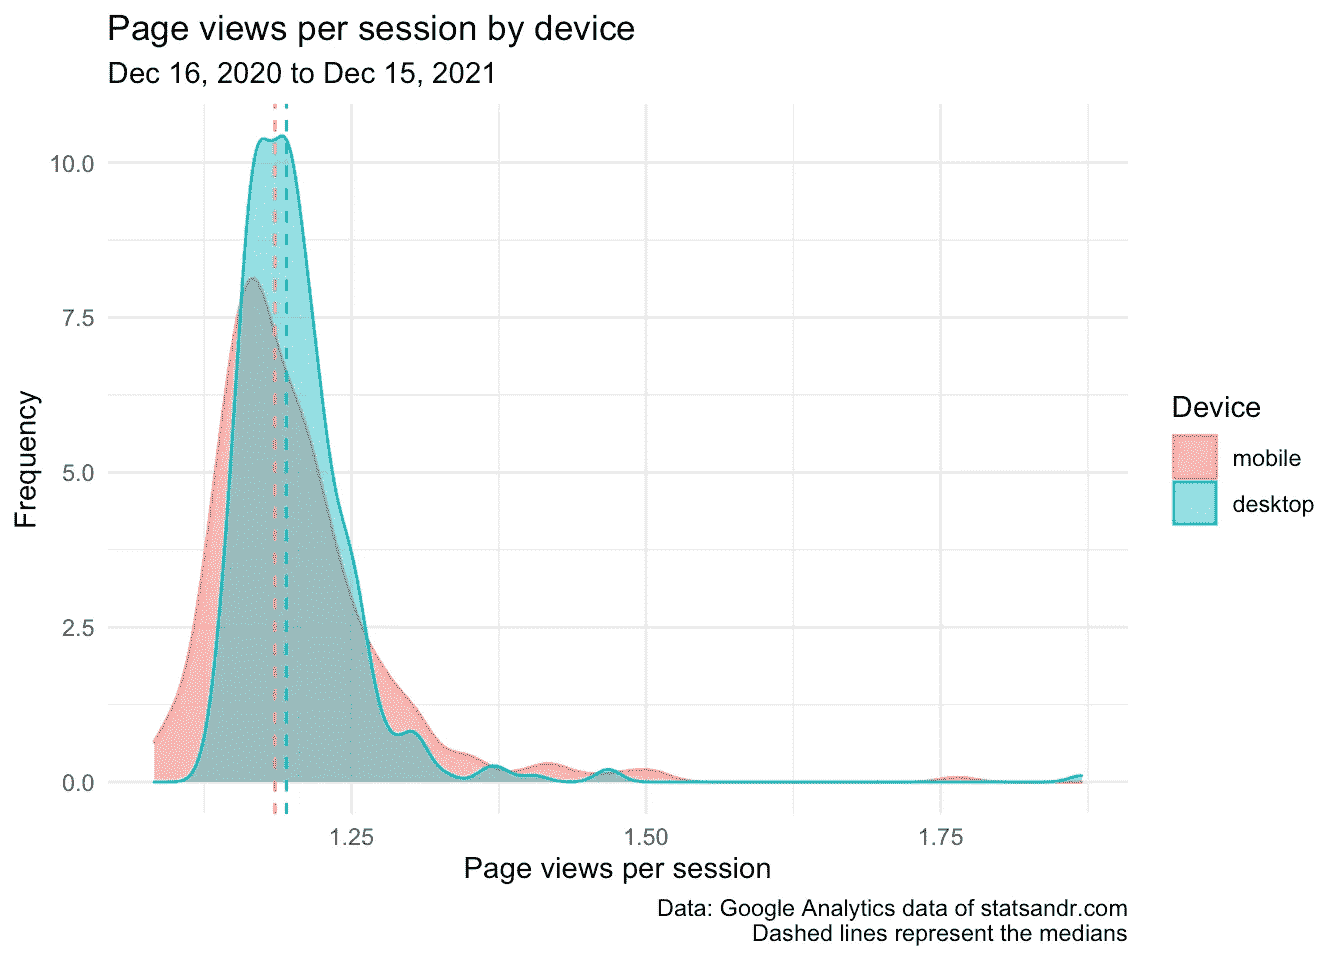 Page views per session by device
Dec 16, 2020 to Dec 15, 2021
10.0
7.5
5.0
2.5
0.0
Frequency
1.25
1.50
1.75
Page views per session
Device
mobile
desktop
Data: Google Analytics data of statsandr.com
Dashed lines represent the medians